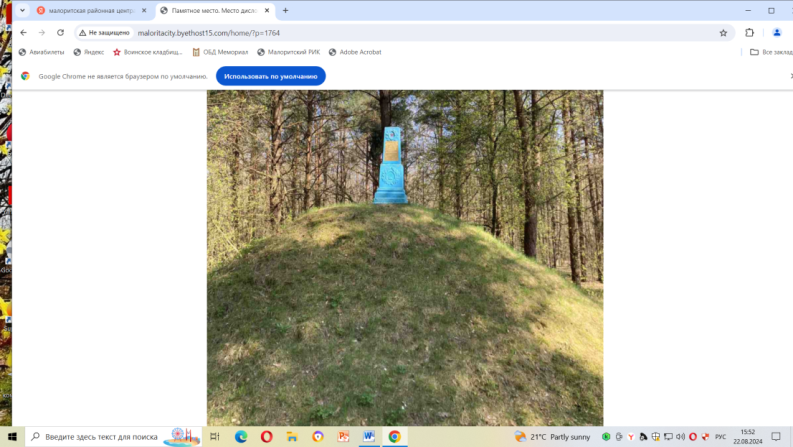 малоритская районная центр
Памятное место. Место дисло
Не защищено
maloritacity.byethost15.com/home/?p=1764
Авиабилеты
Яндекс
Воинское кладбищ...
ОБД Мемориал
Малоритский РИК
Adobe Acrobat
Все заклад
Google Chrome не является браузером по умолчанию.
Использовать по умолчанию
Введите здесь текст для поиска
21°C Partly sunny
РУС
15:52
22.08.2024